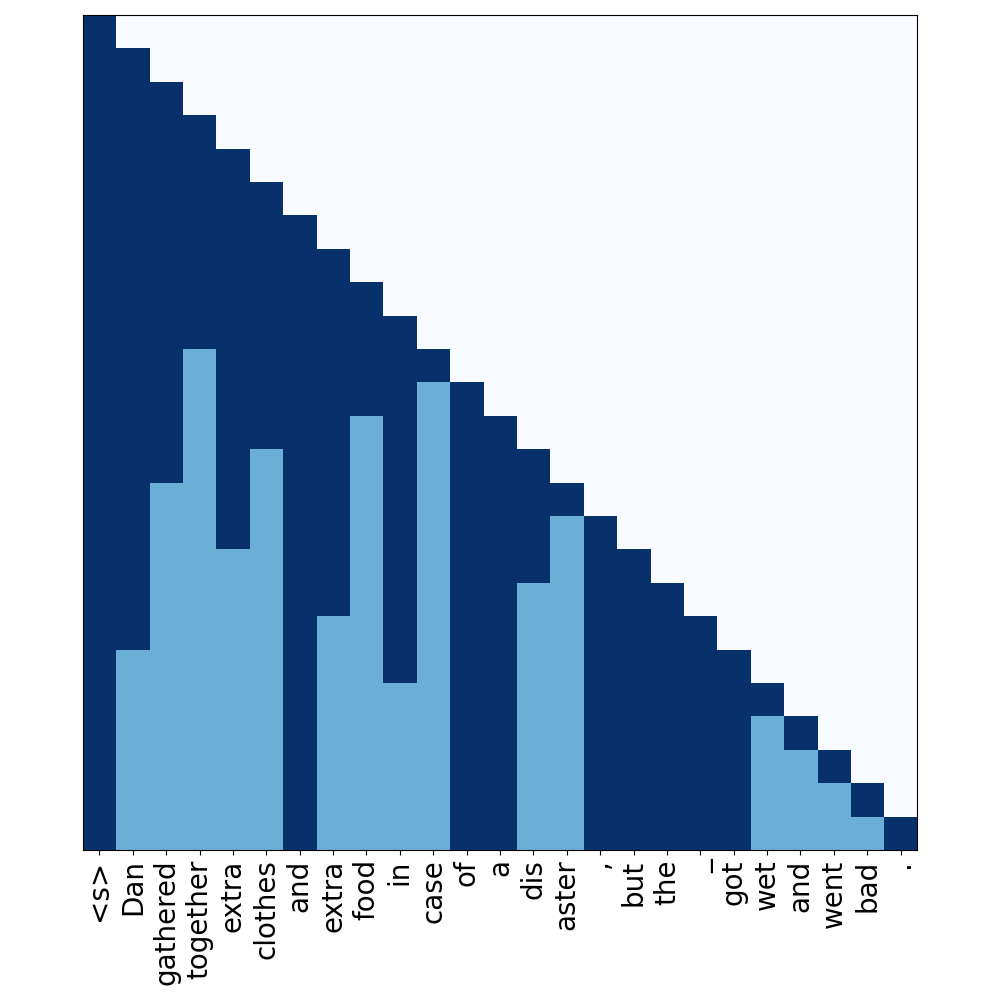 <s> Dan gathered together extra clothes and extra food in case of a dis aster , but the _ got wet and went bad .